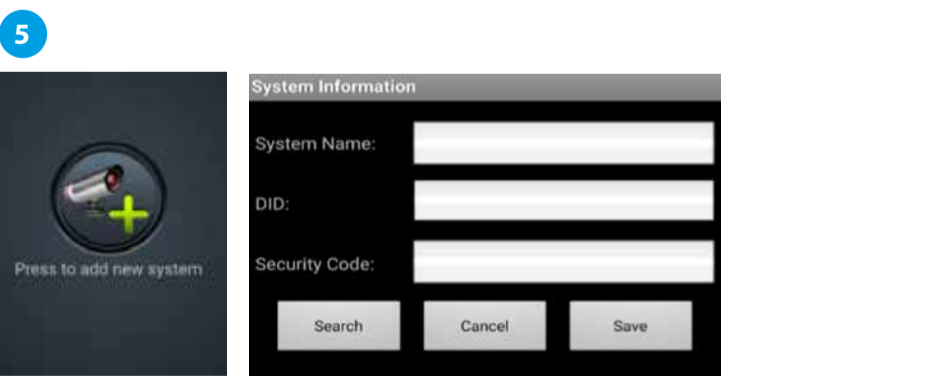 5
Press to add new system
System Information
System Name:
DID:
Security Code:
Search Cancel Save